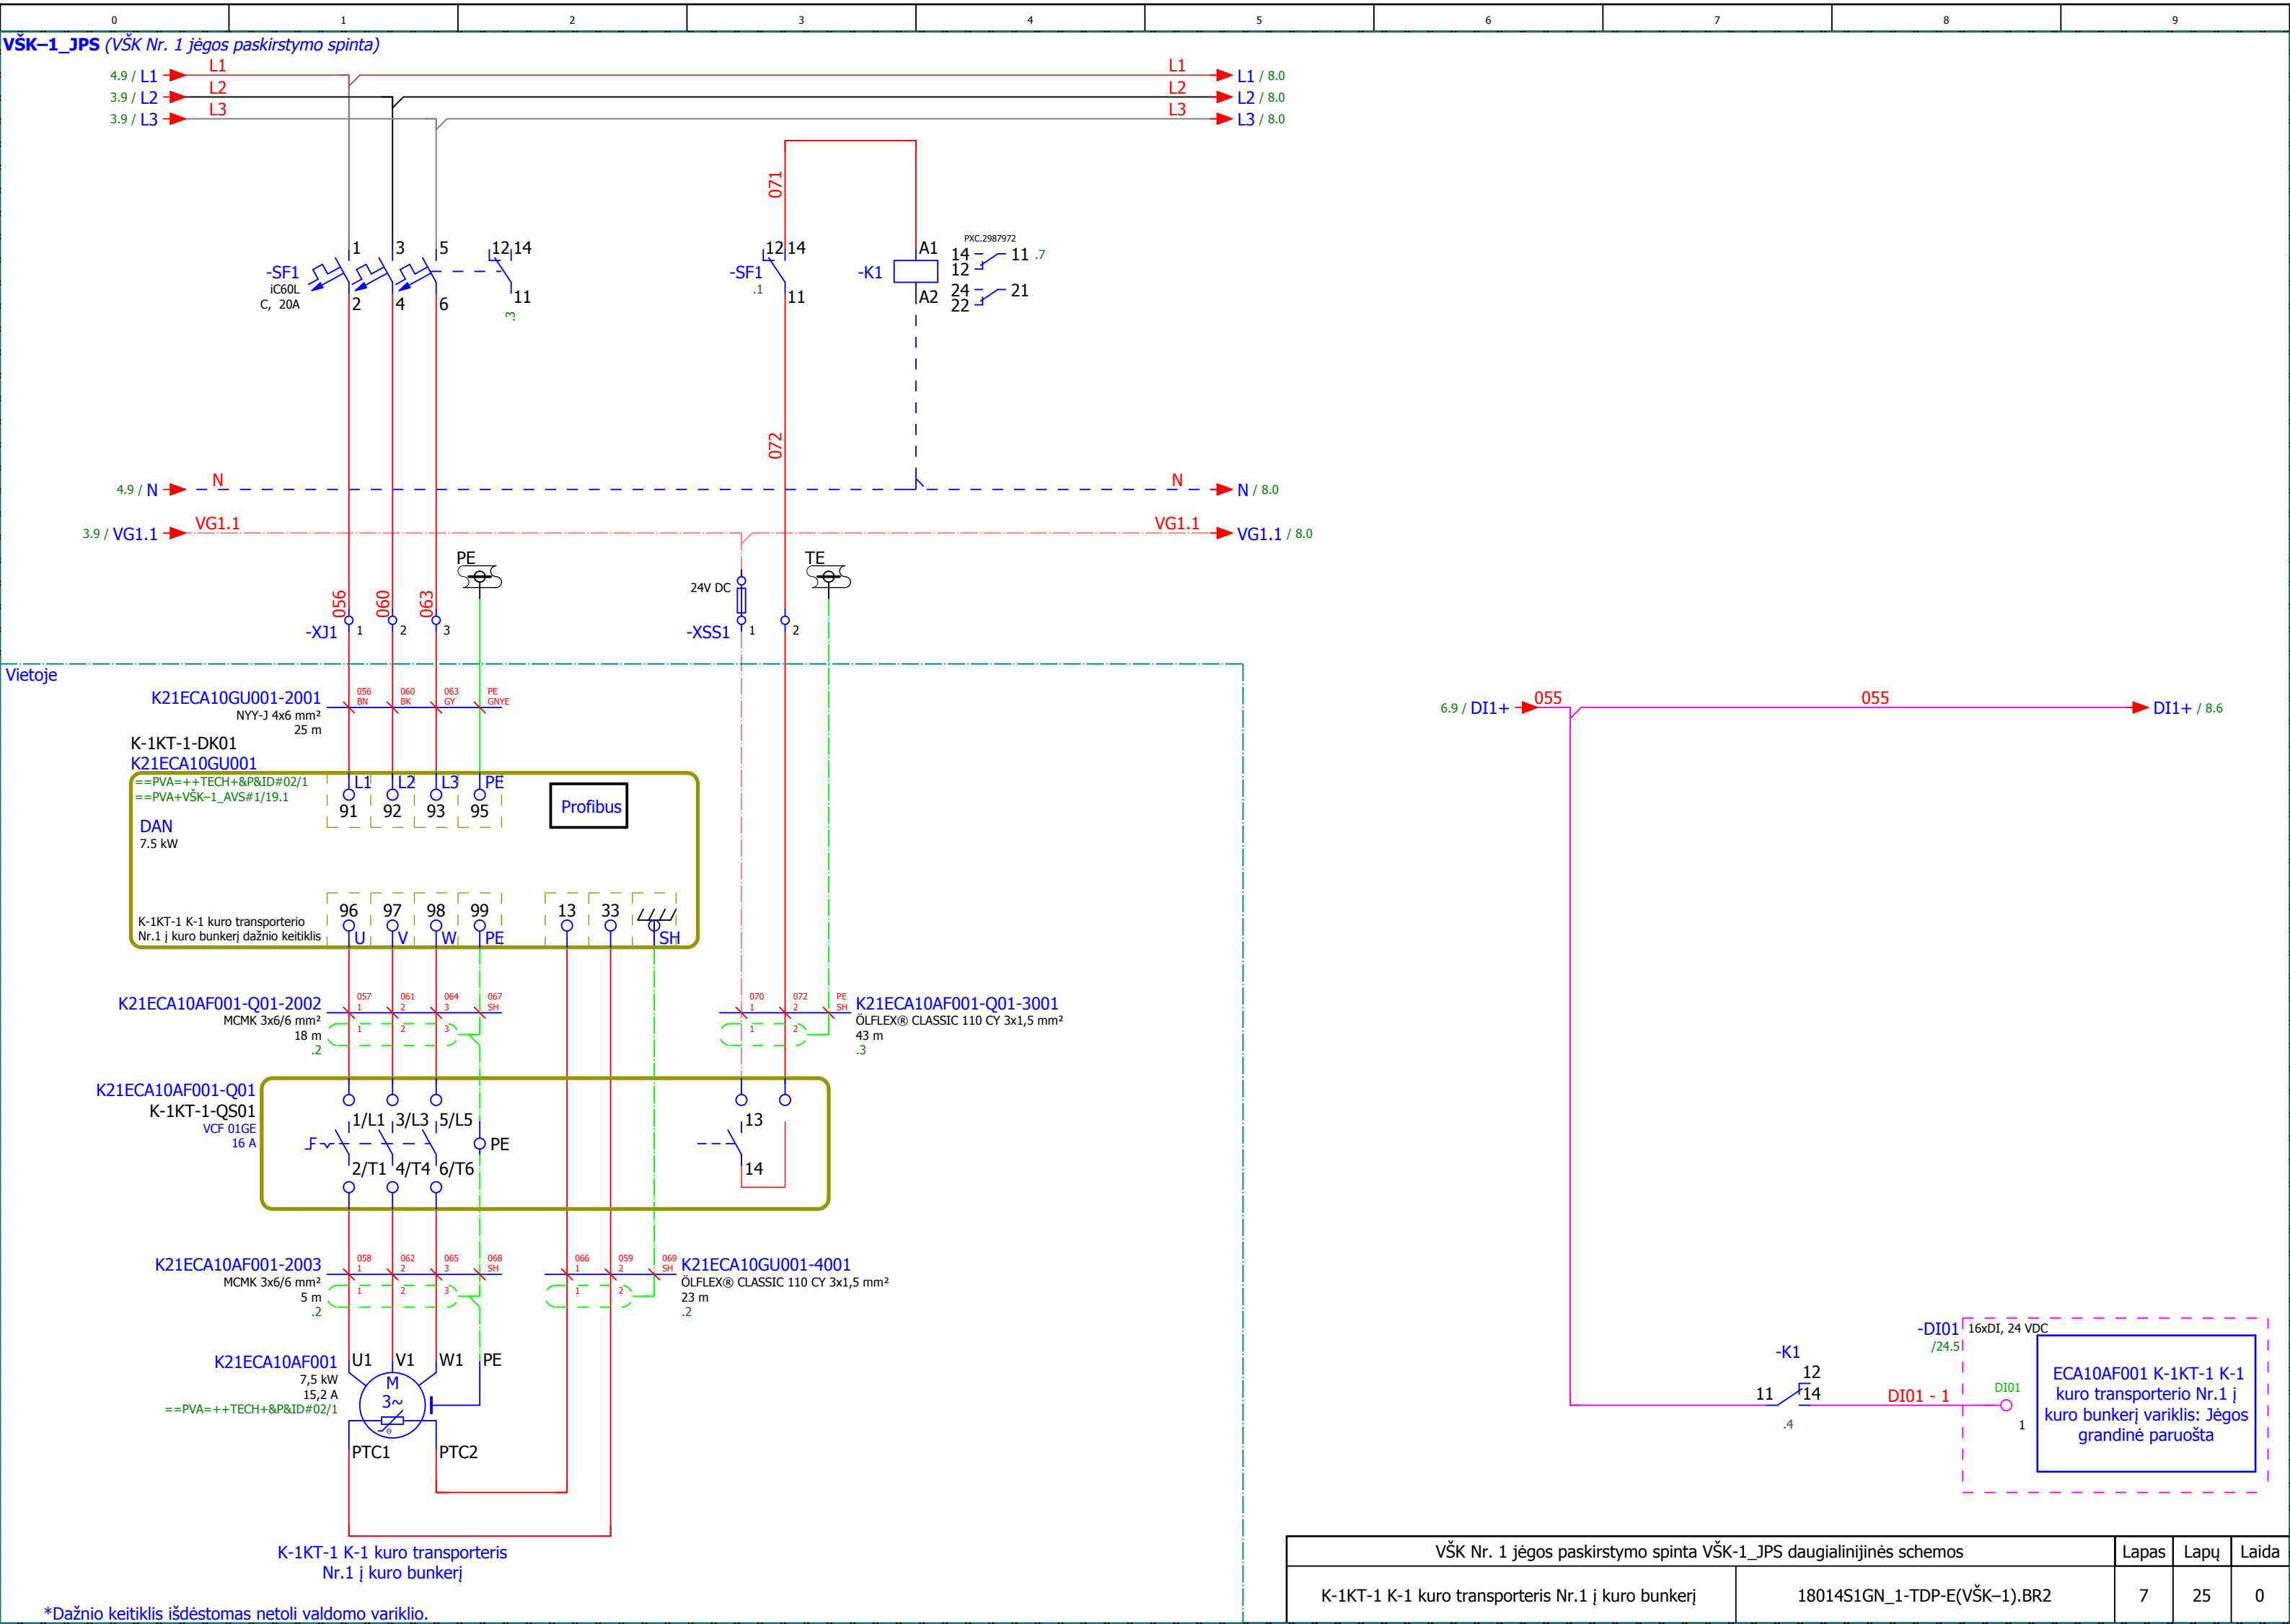 0 1 2 3 4 5 6 7 8 9
VŠK–1_JPS (VŠK Nr. 1 jėgos paskirstymo spinta)
4.9 / L1 L1 L1 L1 / 8.0
3.9 / L2 L2 L2 L2 / 8.0
3.9 / L3 L3 L3 L3 / 8.0
071
1 3 5 12 14
-SF1
iC60L
C, 20A
2 4 6 11
.3
12 14
-SF1
.1
11
-K1
A1
A2
PXC.2987972
14 11 .7
12
24 21
22
072
4.9 / N N N N / 8.0
3.9 / VG1.1 VG1.1 VG1.1 VG1.1 / 8.0
PE
TE
24V DC
056 060 063
-XJ1 1 2 3
-XSS1 1 2
Vietoje
K21ECA10GU001-2001
NYY-J 4x6 mm²
25 m
056 060 063 PE
BN BK GY GNYE
6.9 / DI1+ 055 055 DI1+ / 8.6
K-1KT-1-DK01
K21ECA10GU001
==PVA=++TECH+&P&ID#02/1
==PVA+VŠK–1_AVS#1/19.1
L1 L2 L3 PE
91 92 93 95
Profibus
DAN
7.5 kW
96 97 98 99 13 33
U V W PE SH
K-1KT-1 K-1 kuro transporterio
Nr.1 į kuro bunkerį dažnio keitiklis
K21ECA10AF001-Q01-2002
MCMK 3x6/6 mm²
18 m
.2
057 061 064 067
1 2 3 SH
1 2 3
070 072 PE
1 2 SH
1 2
K21ECA10AF001-Q01-3001
ÖLFLEX® CLASSIC 110 CY 3x1,5 mm²
43 m
.3
K21ECA10AF001-Q01
K-1KT-1-QS01
VCF 01GE
16 A
1/L1 3/L3 5/L5
PE
2/T1 4/T4 6/T6
13
14
K21ECA10AF001-2003
MCMK 3x6/6 mm²
5 m
.2
058 062 065 068
1 2 3 SH
1 2 3
066 059 069
1 2 SH
1 2
K21ECA10GU001-4001
ÖLFLEX® CLASSIC 110 CY 3x1,5 mm²
23 m
.2
K21ECA10AF001
7,5 kW
15,2 A
==PVA=++TECH+&P&ID#02/1
U1 V1 W1 PE
M
3~
Θ
PTC1 PTC2
-K1
12
11 14
.4
DI01 - 1
-DI01
/24.5
16xDI, 24 VDC
DI01
1
ECA10AF001 K-1KT-1 K-1
kuro transporterio Nr.1 į
kuro bunkerį variklis: Jėgos
grandinė paruošta
K-1KT-1 K-1 kuro transporteris
Nr.1 į kuro bunkerį
*Dažnio keitiklis išdėstomas netoli valdomo variklio.
VŠK Nr. 1 jėgos paskirstymo spinta VŠK-1_JPS daugialinijinės schemos Lapas Lapų Laida
K-1KT-1 K-1 kuro transporteris Nr.1 į kuro bunkerį 18014S1GN_1-TDP-E(VŠK–1).BR2 7 25 0